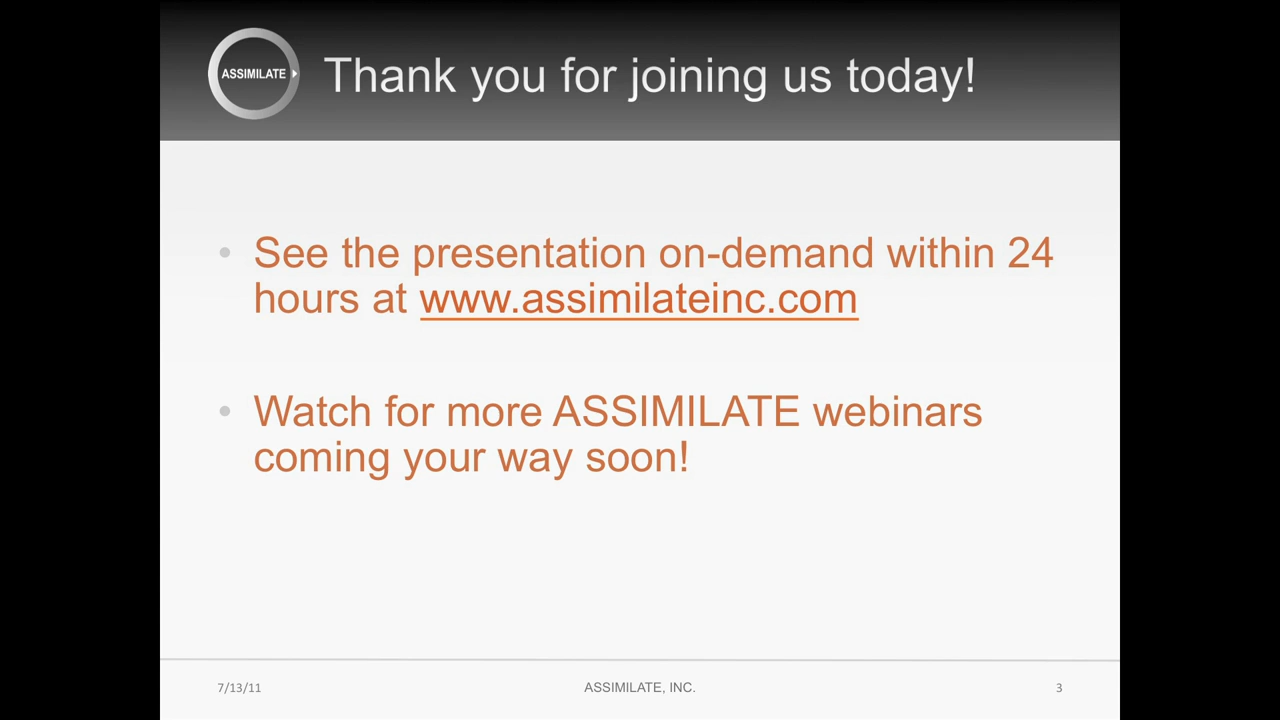 ASSIMILATE
Thank you for joining us today!
• See the presentation on-demand within 24
hours at www.assimilateinc.com
• Watch for more ASSIMILATE webinars
coming your way soon!
7/13/11
ASSIMILATE, INC.
3